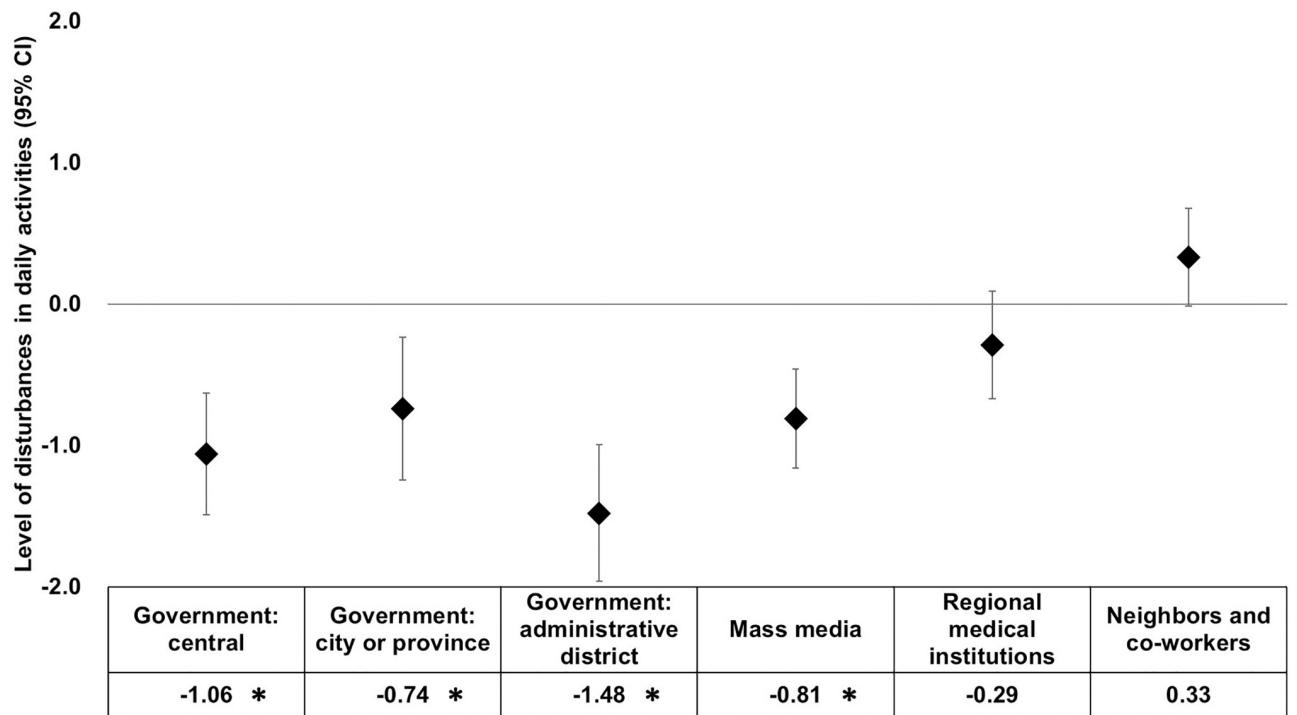 Level of disturbances in daily activities (95% CI)
2.0
1.0
0.0
-1.0
-2.0
Government:
central
Government:
city or province
Government:
administrative
district
Mass media
Regional
medical
institutions
Neighbors and
co-workers
-1.06 *
-0.74 *
-1.48 *
-0.81 *
-0.29
0.33